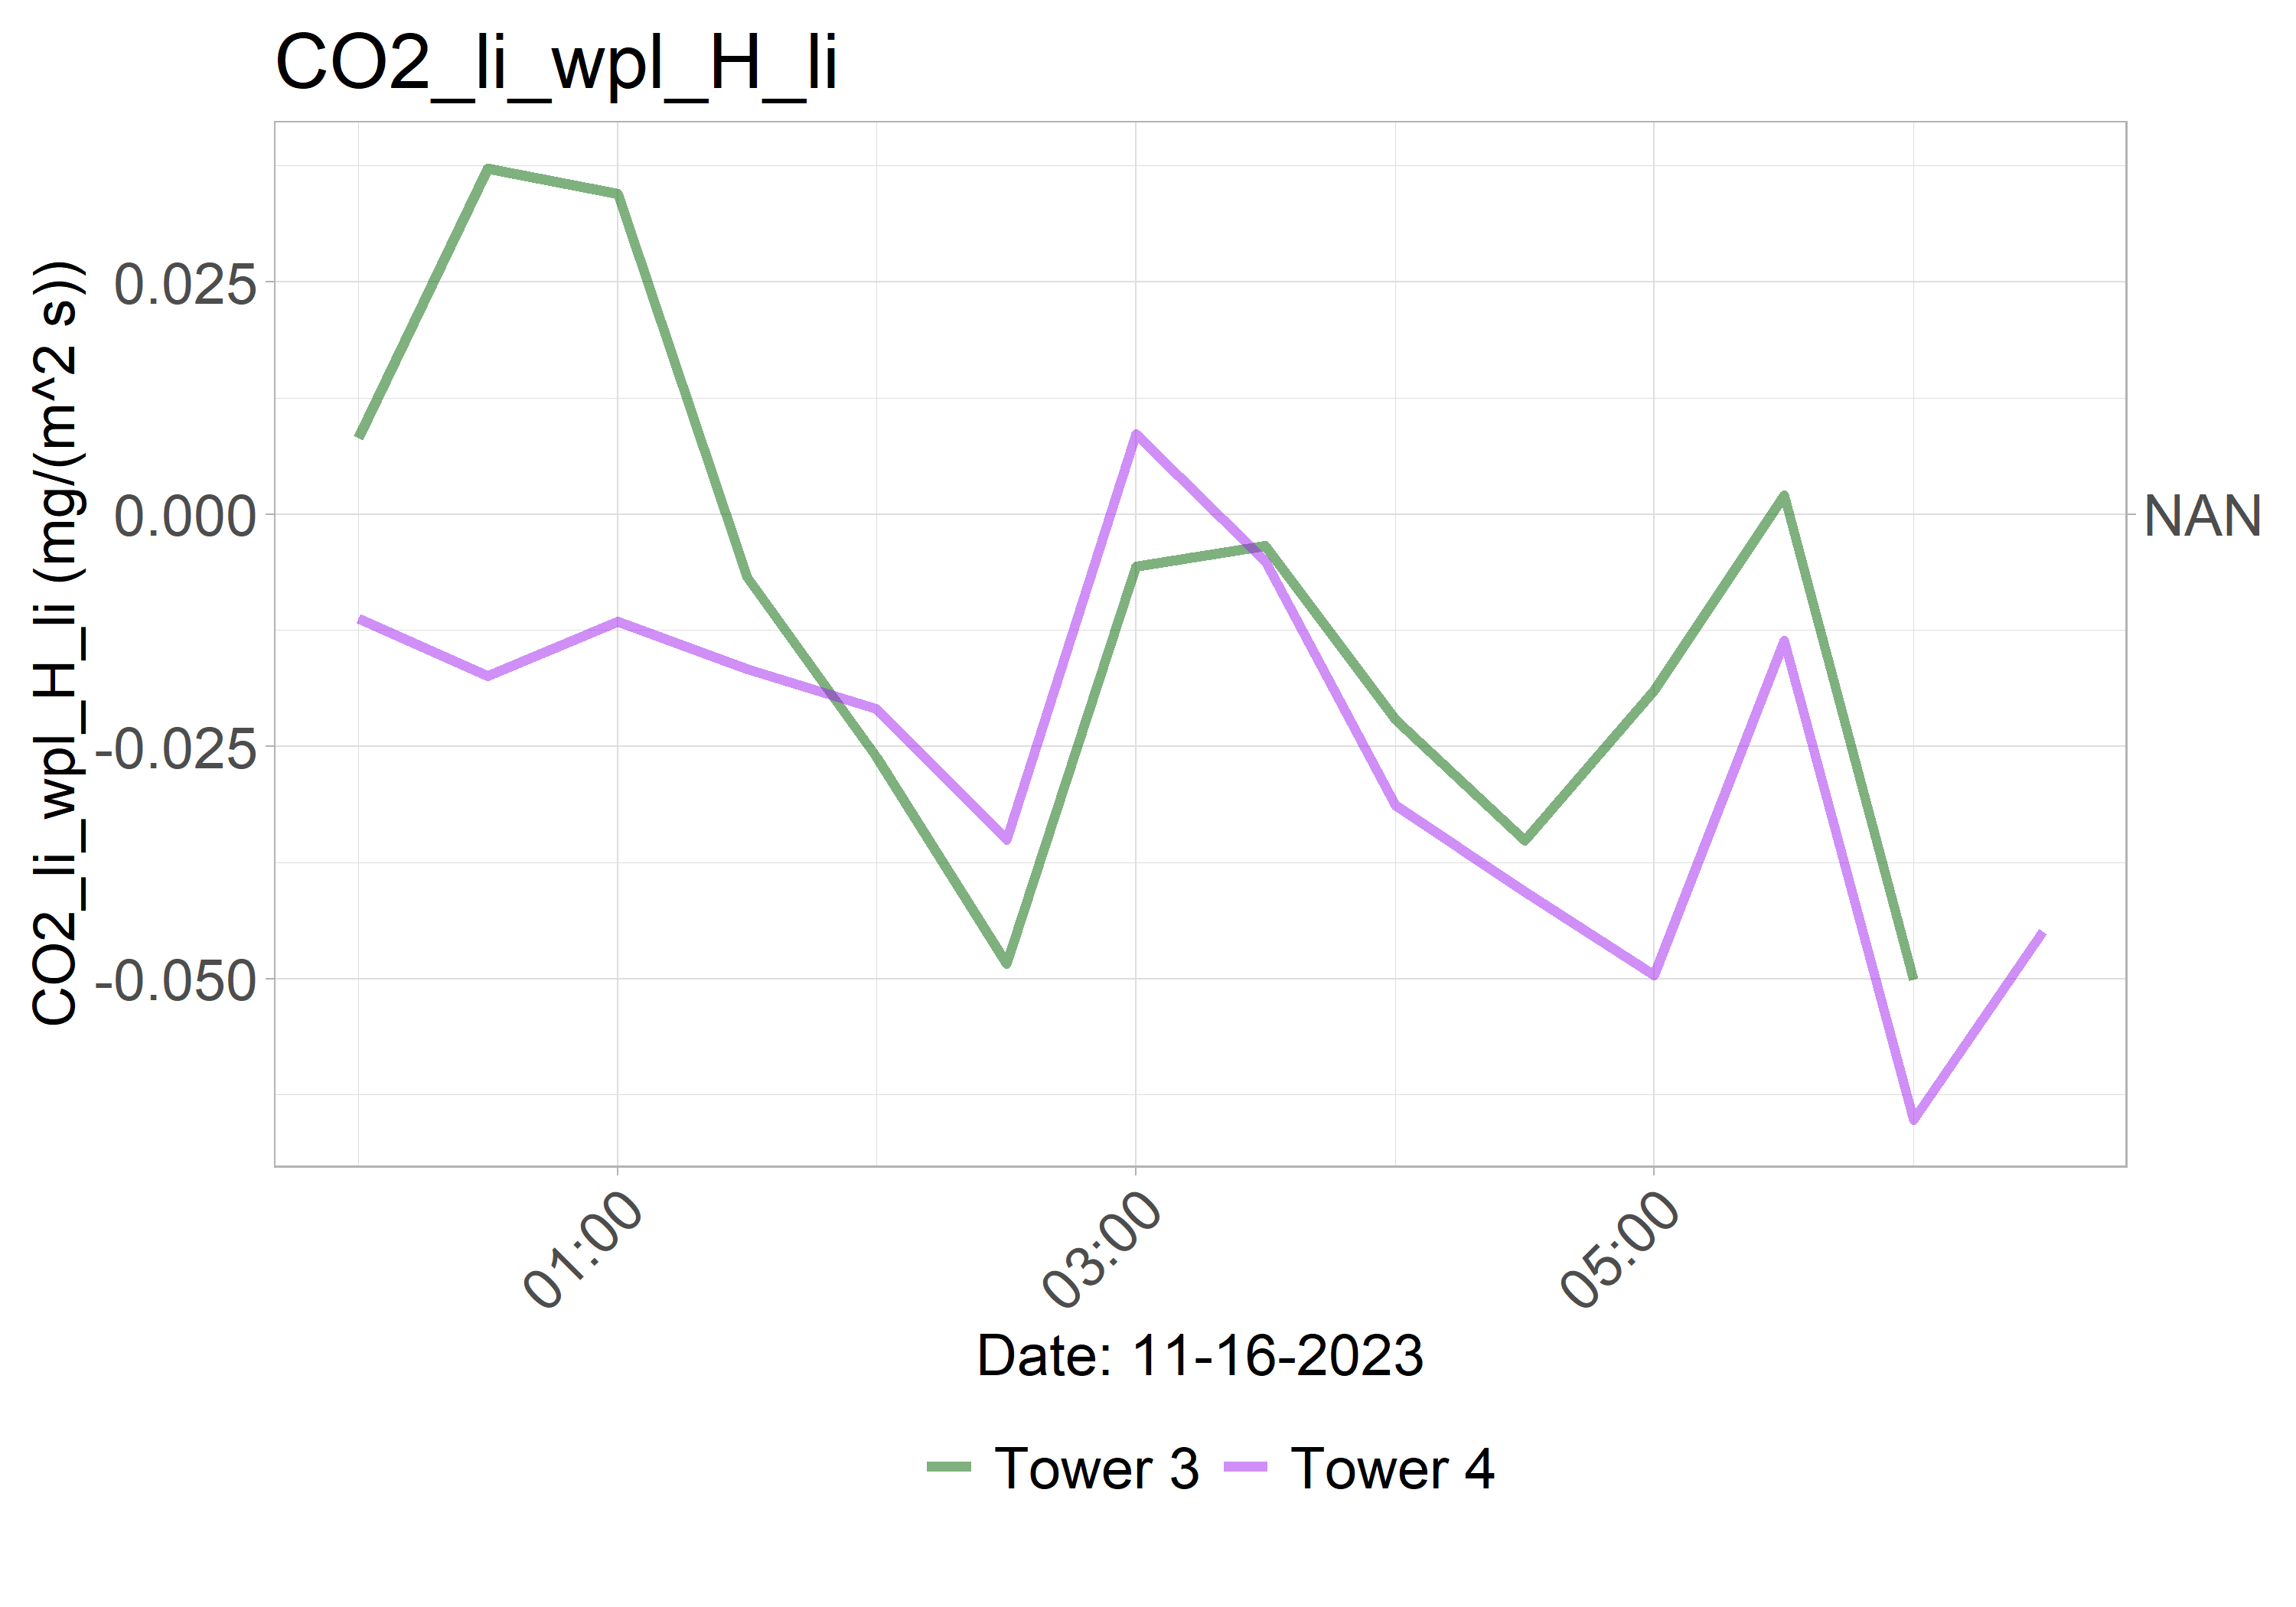 CO2_li_wpl_H_li
CO2_li_wpl_H_li (mg/(m^2 s))
0.025
0.000
-0.025
-0.050
NAN
01:00
03:00
05:00
Date: 11-16-2023
Tower 3
Tower 4